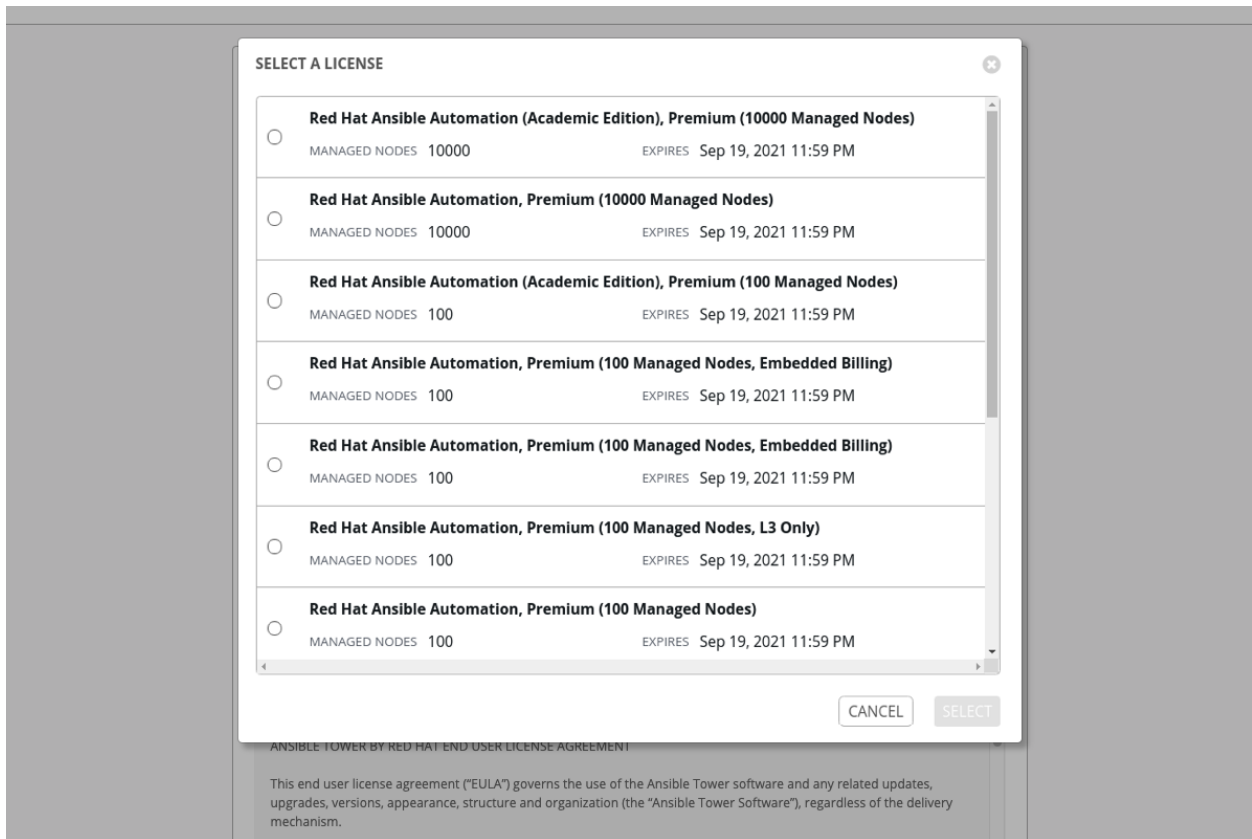 SELECT A LICENSE
Red Hat Ansible Automation (Academic Edition), Premium (10000 Managed Nodes)
MANAGED NODES 10000 EXPIRES Sep 19, 2021 11:59 PM
Red Hat Ansible Automation, Premium (10000 Managed Nodes)
MANAGED NODES 10000 EXPIRES Sep 19, 2021 11:59 PM
Red Hat Ansible Automation (Academic Edition), Premium (100 Managed Nodes)
MANAGED NODES 100 EXPIRES Sep 19, 2021 11:59 PM
Red Hat Ansible Automation, Premium (100 Managed Nodes, Embedded Billing)
MANAGED NODES 100 EXPIRES Sep 19, 2021 11:59 PM
Red Hat Ansible Automation, Premium (100 Managed Nodes, Embedded Billing)
MANAGED NODES 100 EXPIRES Sep 19, 2021 11:59 PM
Red Hat Ansible Automation, Premium (100 Managed Nodes, L3 Only)
MANAGED NODES 100 EXPIRES Sep 19, 2021 11:59 PM
Red Hat Ansible Automation, Premium (100 Managed Nodes)
MANAGED NODES 100 EXPIRES Sep 19, 2021 11:59 PM
CANCEL SELECT
ANSIBLE TOWER BY RED HAT END USER LICENSE AGREEMENT
This end user license agreement (“EULA”) governs the use of the Ansible Tower software and any related updates,
upgrades, versions, appearance, structure and organization (the “Ansible Tower Software”), regardless of the delivery
mechanism.